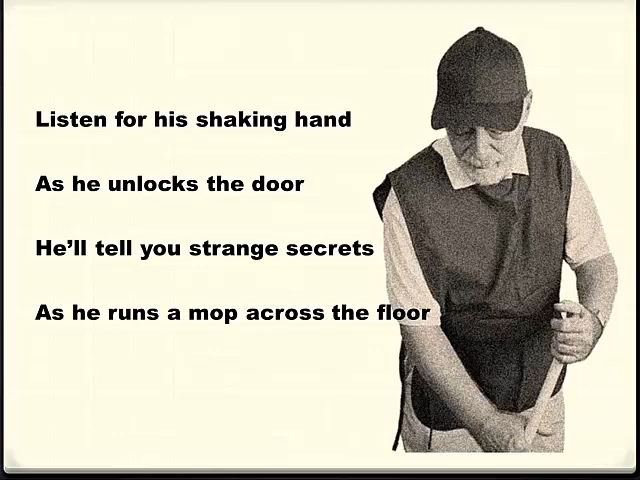 Listen for his shaking hand
As he unlocks the door
He’ll tell you strange secrets
As he runs a mop across the floor